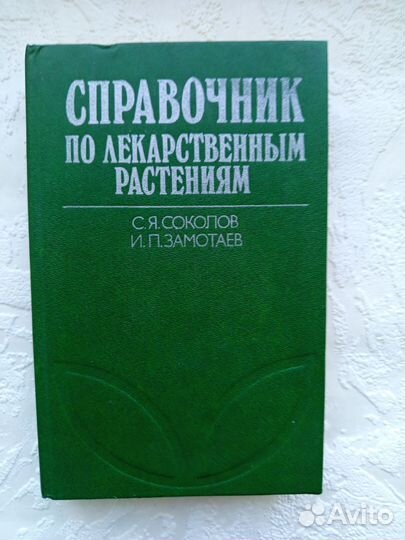 СПРАВОЧНИК
ПО ЛЕКАРСТВЕННЫМ
РАСТЕНИЯМ
С.Я.СОКОЛОВ
И.П.ЗАМОТАЕВ
Avito